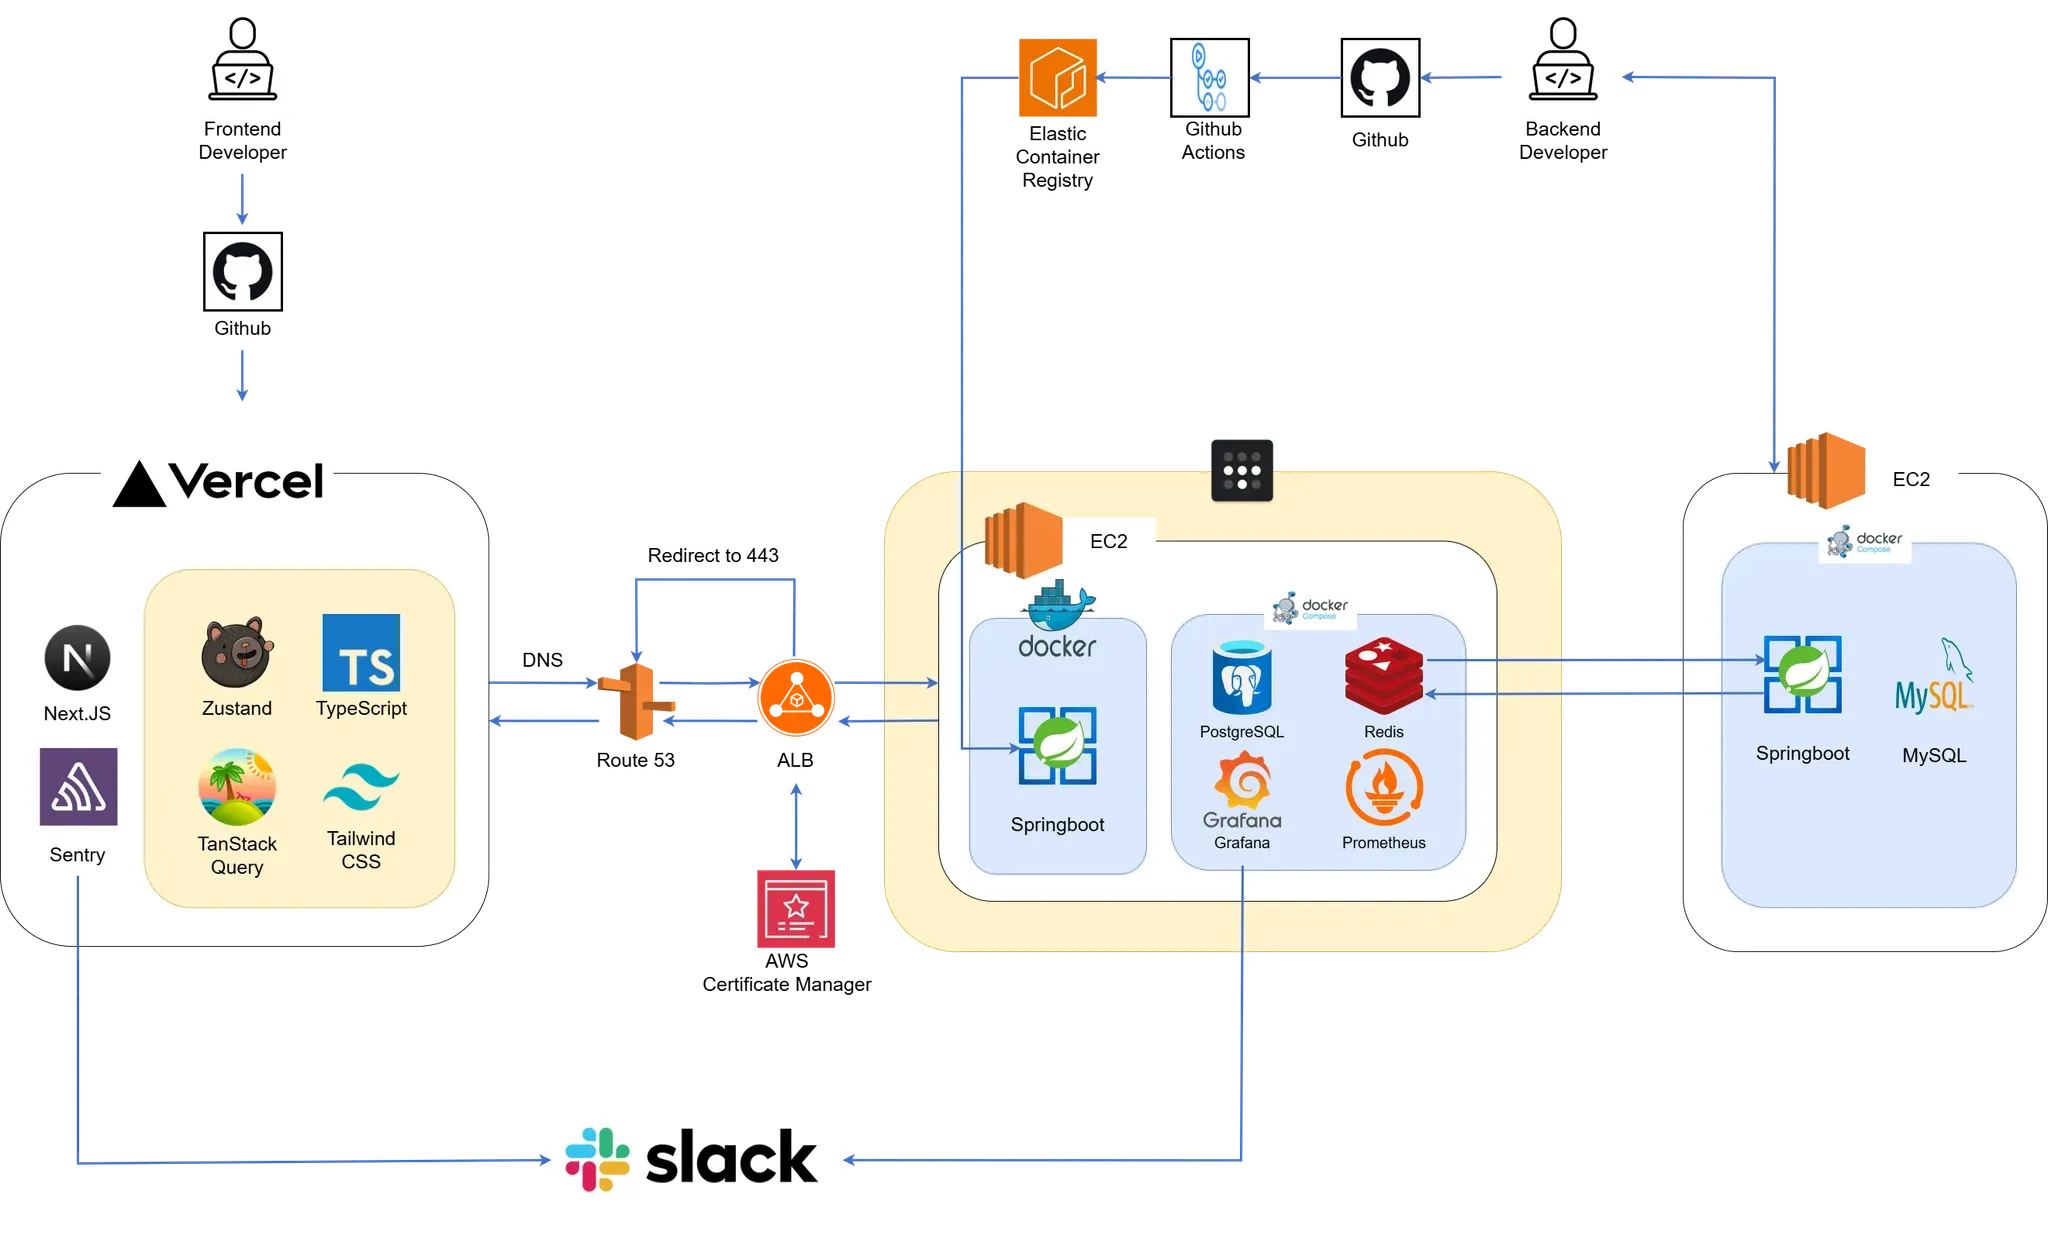 </>
Frontend
Developer
Github
Elastic
Container
Registry
Github
Actions
Github
</>
Backend
Developer
Vercel
N
Next.JS
Sentry
Zustand
TS
TypeScript
TanStack
Query
Tailwind
CSS
DNS
Redirect to 443
Route 53
ALB
AWS
Certificate Manager
EC2
docker
Springboot
docker
Compose
PostgreSQL
Redis
Grafana
Grafana
Prometheus
EC2
docker
Compose
Springboot
MySQL
MySQL
slack